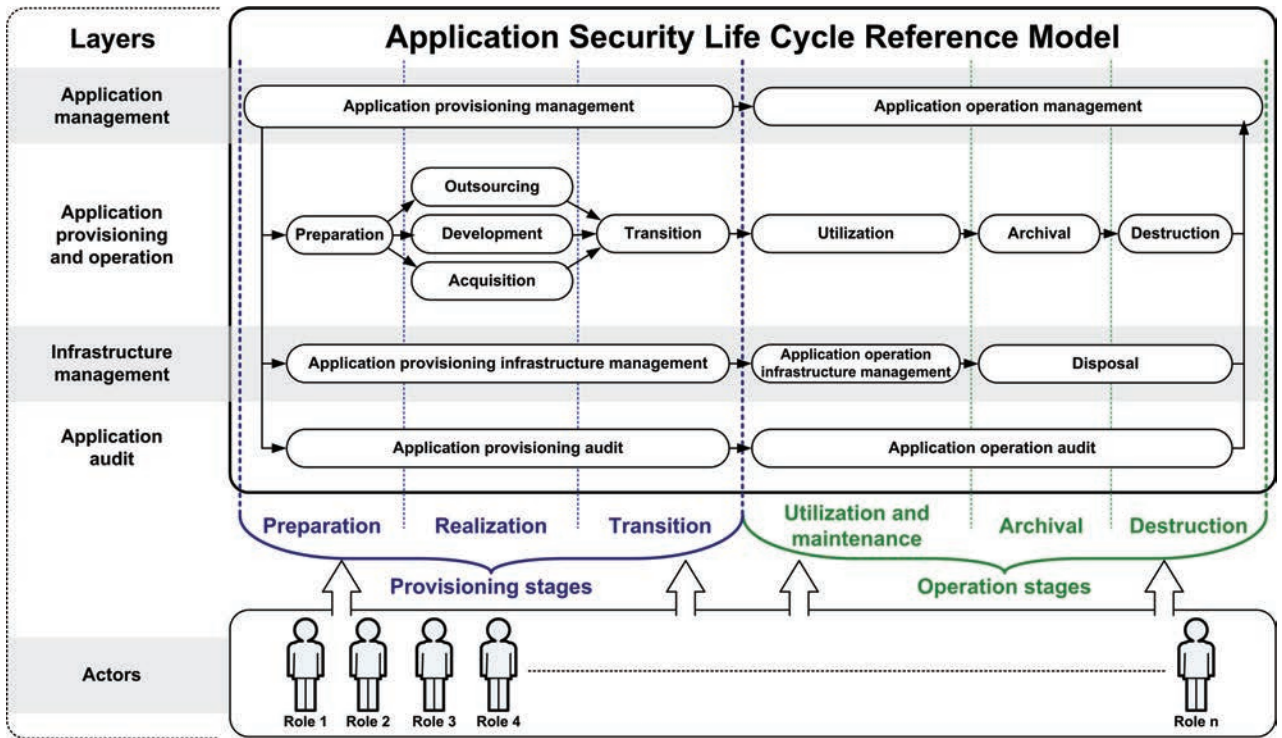 Layers
Application Security Life Cycle Reference Model
Application
management
Application provisioning management
Application operation management
Application
provisioning
and operation
Outsourcing
Preparation
Development
Transition
Utilization
Archival
Destruction
Acquisition
Infrastructure
management
Application provisioning infrastructure management
Application operation
infrastructure management
Disposal
Application
audit
Application provisioning audit
Application operation audit
Preparation
Realization
Transition
Utilization and
maintenance
Archival
Destruction
Provisioning stages
Operation stages
Actors
Role 1
Role 2
Role 3
Role 4
Role n